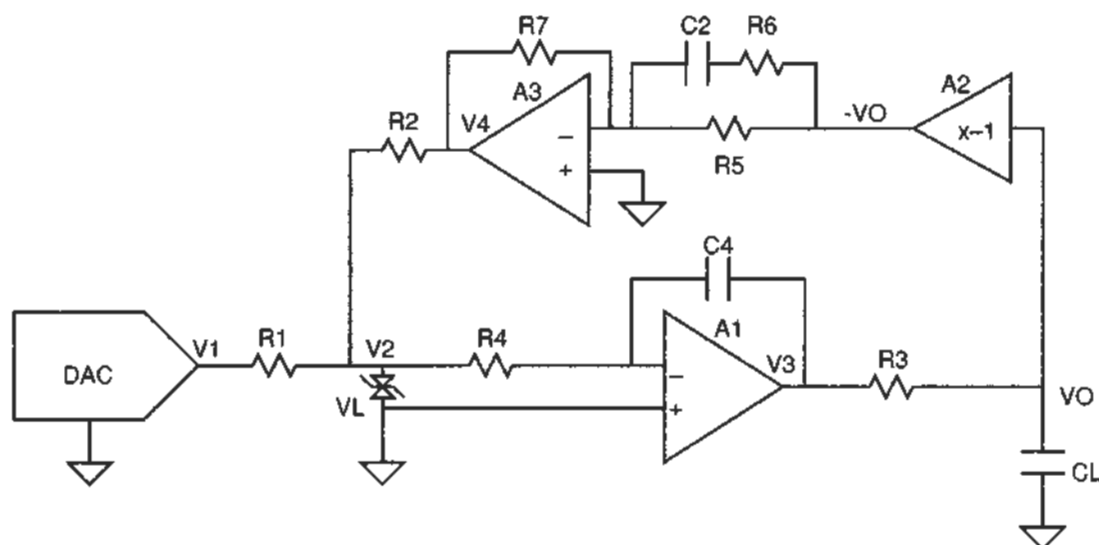 R7
C2
R6
A3
A2
R2
V4
-VO
x-1
R5
−
+
C4
A1
V1
R1
V2
R4
V3
R3
DAC
VL
−
+
VO
CL